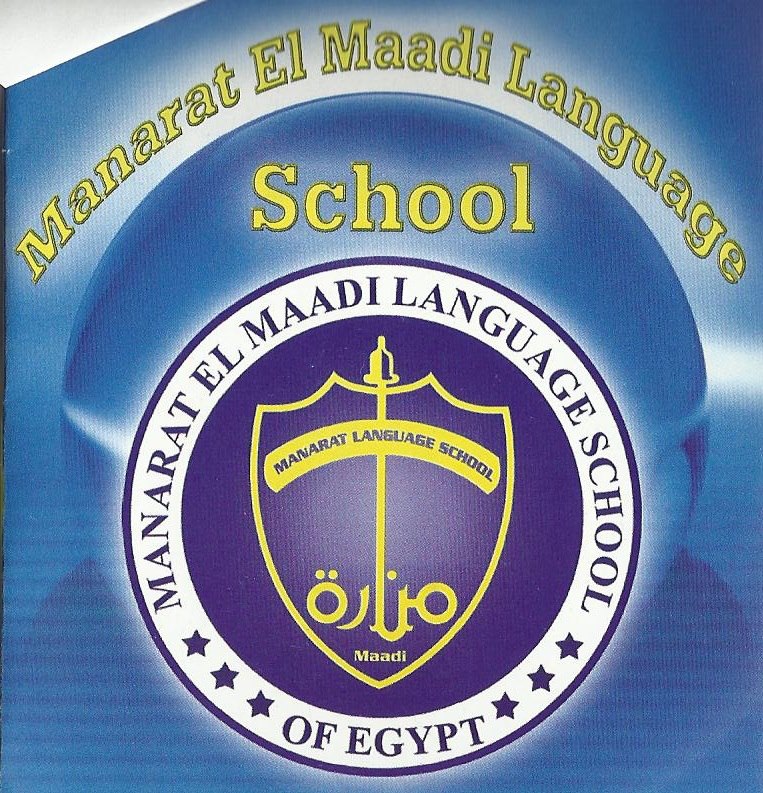 Manarat El Maadi Language
School
MANARAT EL MAADI LANGUAGE SCHOOL
MANARAT LANGUAGE SCHOOL
منارة
Maadi
OF EGYPT